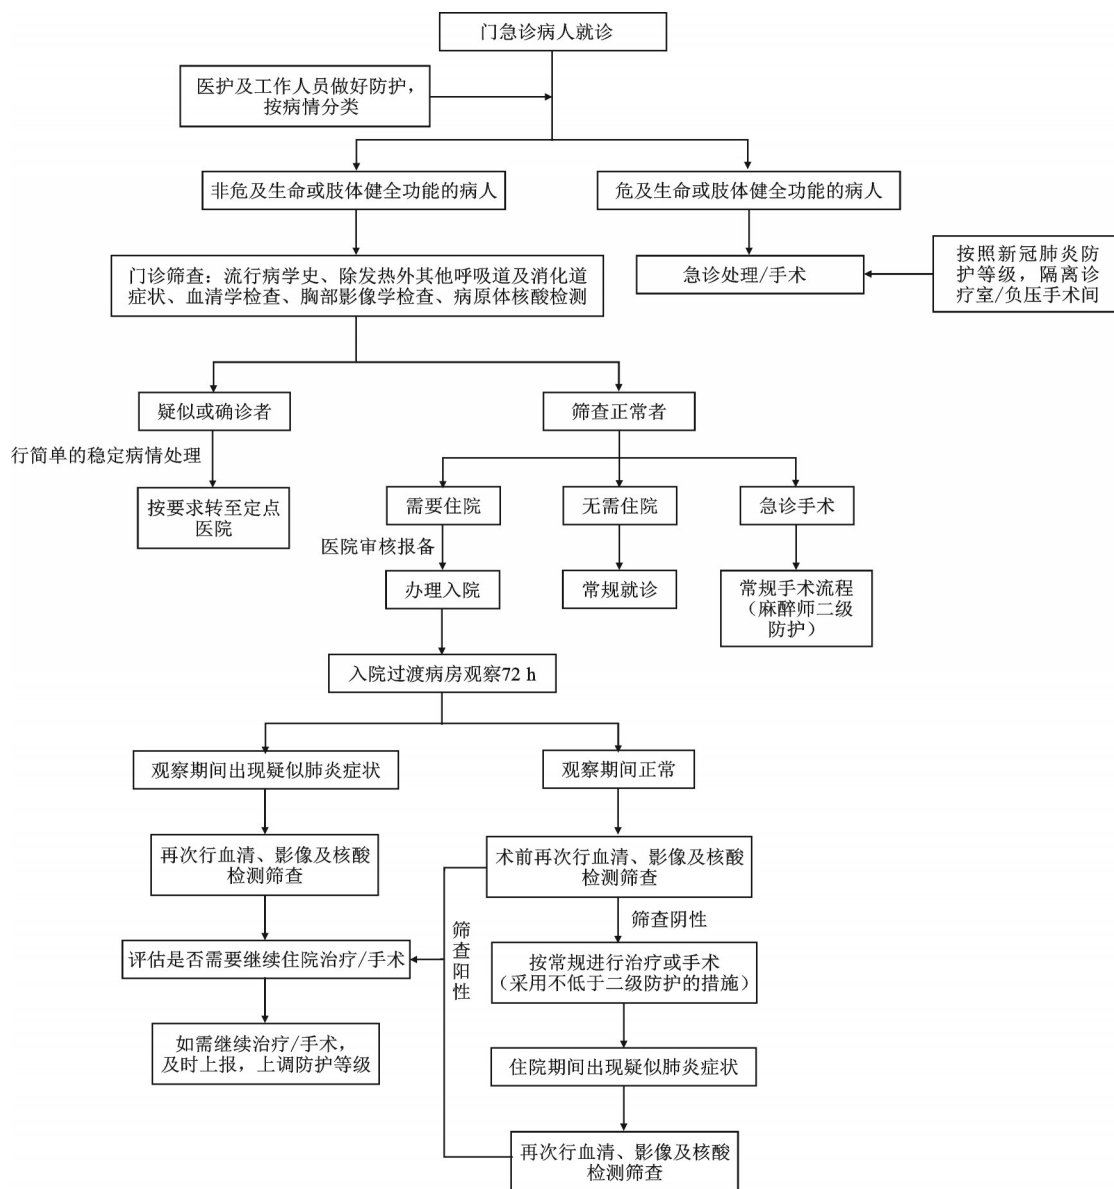 门急诊病人就诊
医护及工作人员做好防护，
按病情分类
非危及生命或肢体健全功能的病人
危及生命或肢体健全功能的病人
门诊筛查：流行病学史、除发热外其他呼吸道及消化道
症状、血清学检查、胸部影像学检查、病原体核酸检测
急诊处理/手术
按照新冠肺炎防
护等级，隔离诊
疗室/负压手术间
疑似或确诊者
筛查正常者
行简单的稳定病情处理
按要求转至定点
医院
需要住院
无需住院
急诊手术
医院审核报备
办理入院
常规就诊
常规手术流程
（麻醉师二级
防护）
入院过渡病房观察72 h
观察期间出现疑似肺炎症状
观察期间正常
再次行血清、影像及核酸
检测筛查
术前再次行血清、影像及核酸
检测筛查
筛查阳性
筛查阴性
评估是否需要继续住院治疗/手术
按常规进行治疗或手术
（采用不低于二级防护的措施）
如需继续治疗/手术，
及时上报，上调防护等级
住院期间出现疑似肺炎症状
再次行血清、影像及核酸
检测筛查